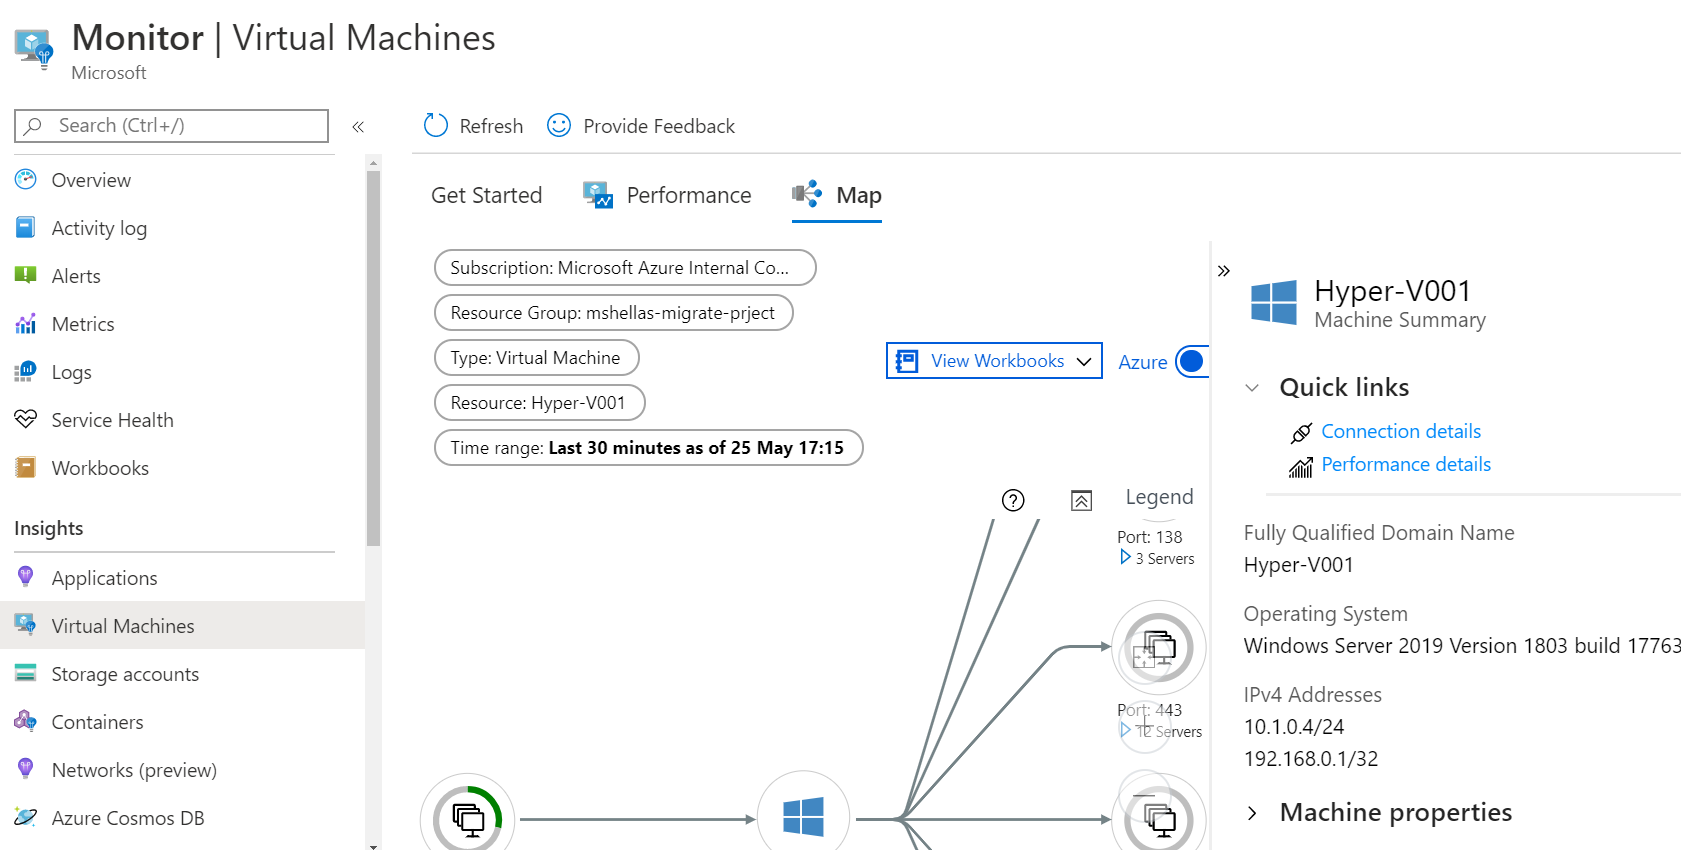 Monitor | Virtual Machines
Microsoft
Search (Ctrl+/)
«
Overview
Activity log
Alerts
Metrics
Logs
Service Health
Workbooks
Insights
Applications
Virtual Machines
Storage accounts
Containers
Networks (preview)
Azure Cosmos DB
Refresh
Provide Feedback
Get Started
Performance
Map
Subscription: Microsoft Azure Internal Co...
Resource Group: mshellas-migrate-prject
Type: Virtual Machine
Resource: Hyper-V001
Time range: Last 30 minutes as of 25 May 17:15
View Workbooks
Azure
?
Legend
Port: 138
3 Servers
Port: 443
12 Servers
»
Hyper-V001
Machine Summary
Quick links
Connection details
Performance details
Fully Qualified Domain Name
Hyper-V001
Operating System
Windows Server 2019 Version 1803 build 17763
IPv4 Addresses
10.1.0.4/24
192.168.0.1/32
Machine properties